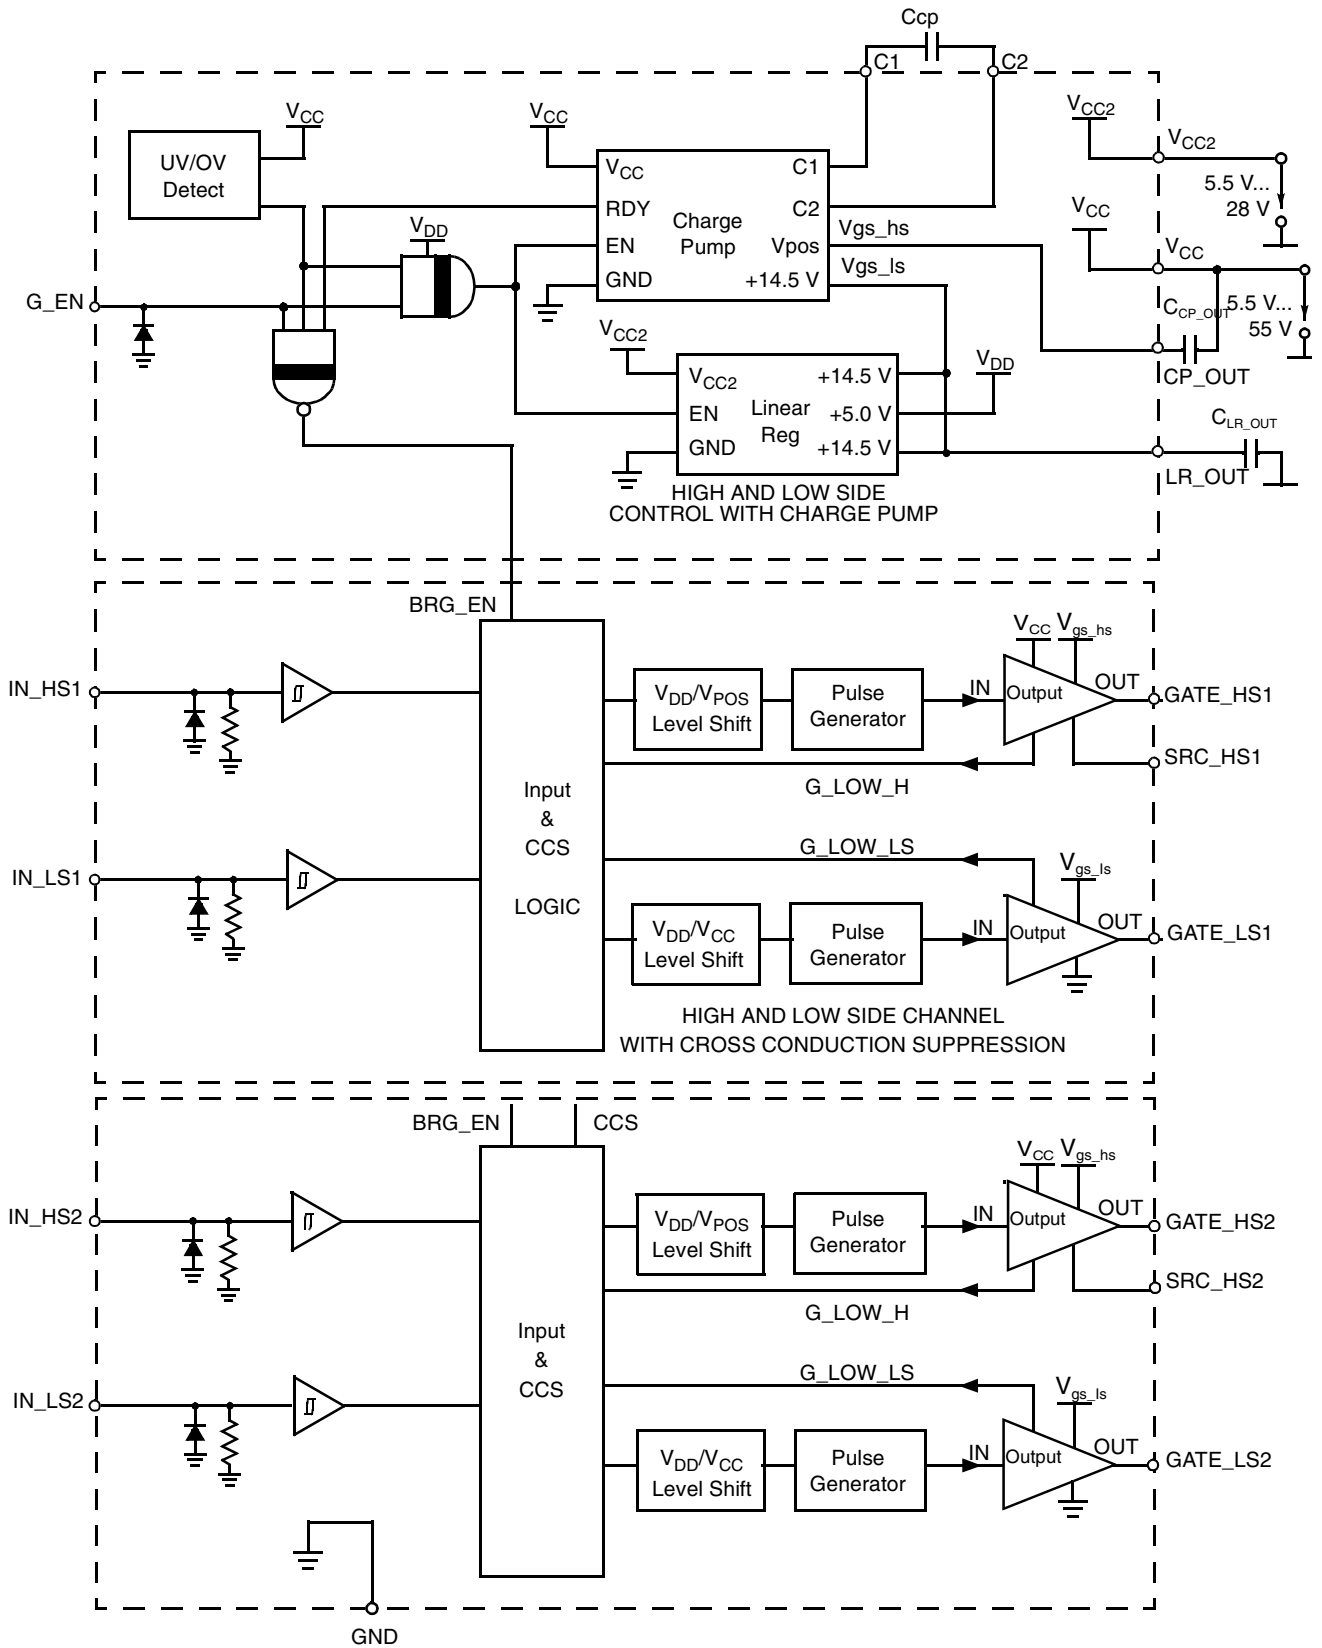 Ccp
C1
C2
VCC
VCC
VCC2
VCC2
UV/OV
Detect
VCC
C1
5.5 V...
28 V
RDY
Charge
Pump
C2
VCC
VDD
Vgs_hs
EN
Vpos
VCC
Vgs_ls
GND
+14.5 V
G_EN
CCP_OUT
5.5 V...
55 V
VCC2
VDD
CP_OUT
VCC2
+14.5 V
EN
Linear
Reg
+5.0 V
CLR_OUT
GND
+14.5 V
LR_OUT
HIGH AND LOW SIDE
CONTROL WITH CHARGE PUMP
BRG_EN
VCC
Vgs_hs
IN_HS1
VDD/VPOS
Level Shift
Pulse
Generator
IN
Output
OUT
GATE_HS1
SRC_HS1
G_LOW_H
Input
&
CCS
LOGIC
G_LOW_LS
Vgs_ls
IN_LS1
VDD/VCC
Level Shift
Pulse
Generator
IN
Output
OUT
GATE_LS1
HIGH AND LOW SIDE CHANNEL
WITH CROSS CONDUCTION SUPPRESSION
BRG_EN
CCS
VCC
Vgs_hs
IN_HS2
VDD/VPOS
Level Shift
Pulse
Generator
IN
Output
OUT
GATE_HS2
SRC_HS2
G_LOW_H
Input
&
CCS
G_LOW_LS
Vgs_ls
IN_LS2
VDD/VCC
Level Shift
Pulse
Generator
IN
Output
OUT
GATE_LS2
GND